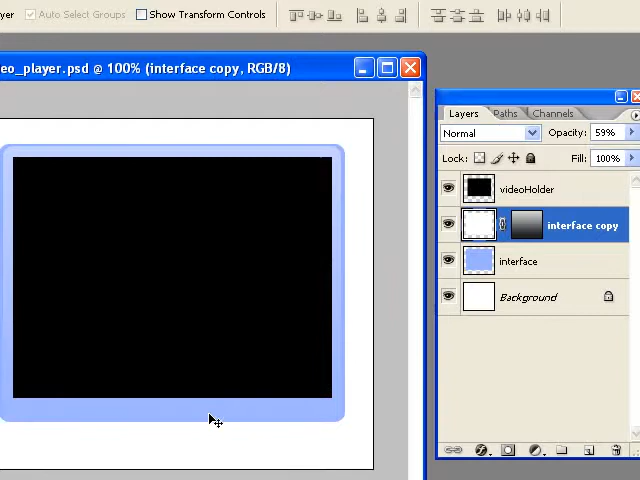 yer Auto Select Groups Show Transform Controls
eo_player.psd @ 100% (interface copy, RGB/8)
Layers Paths Channels
Normal Opacity: 59%
Lock: Fill: 100%
videoHolder
interface copy
interface
Background